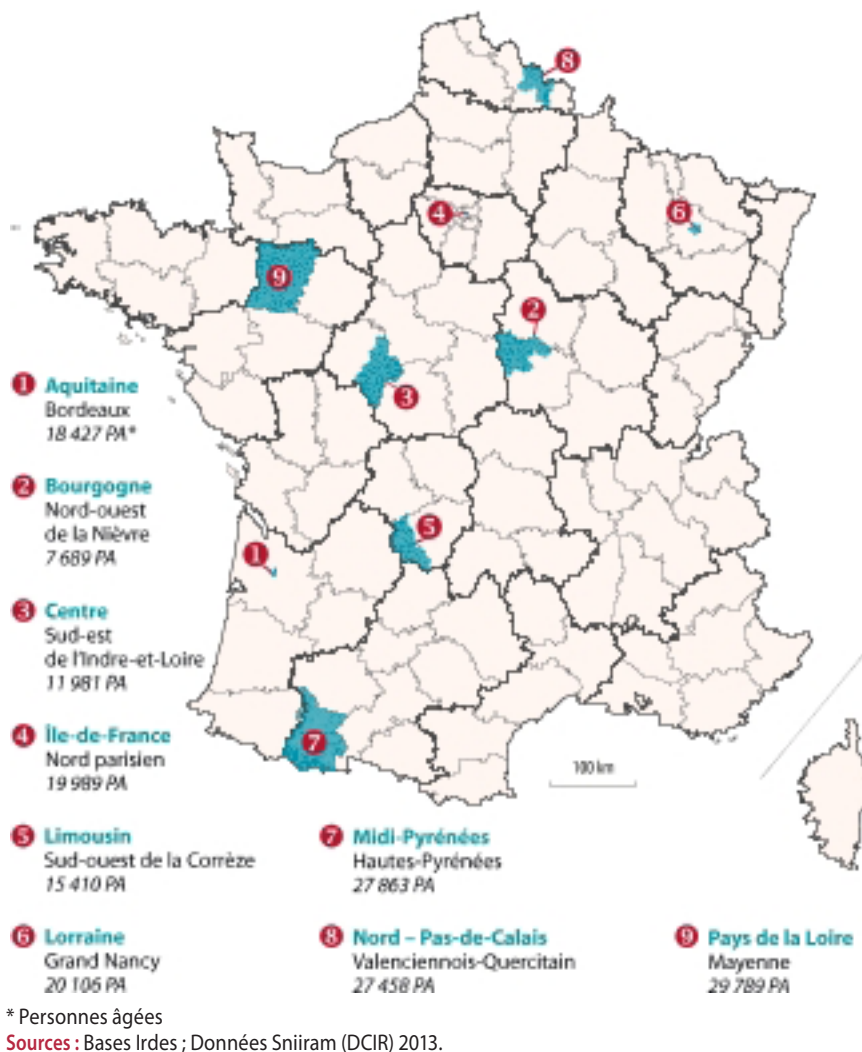 8
4
6
9
2
3
5
1
7
100 km
1 Aquitaine
Bordeaux
18 427 PA*
2 Bourgogne
Nord-ouest
de la Nièvre
7 689 PA
3 Centre
Sud-est
de l'Indre-et-Loire
11 981 PA
4 Île-de-France
Nord parisien
19 989 PA
5 Limousin
Sud-ouest de la Corrèze
15 410 PA
6 Lorraine
Grand Nancy
20 106 PA
7 Midi-Pyrénées
Hautes-Pyrénées
27 863 PA
8 Nord – Pas-de-Calais
Valenciennois-Quercitain
27 458 PA
9 Pays de la Loire
Mayenne
29 789 PA
* Personnes âgées
Sources : Bases Irdes ; Données Sniiram (DCIR) 2013.